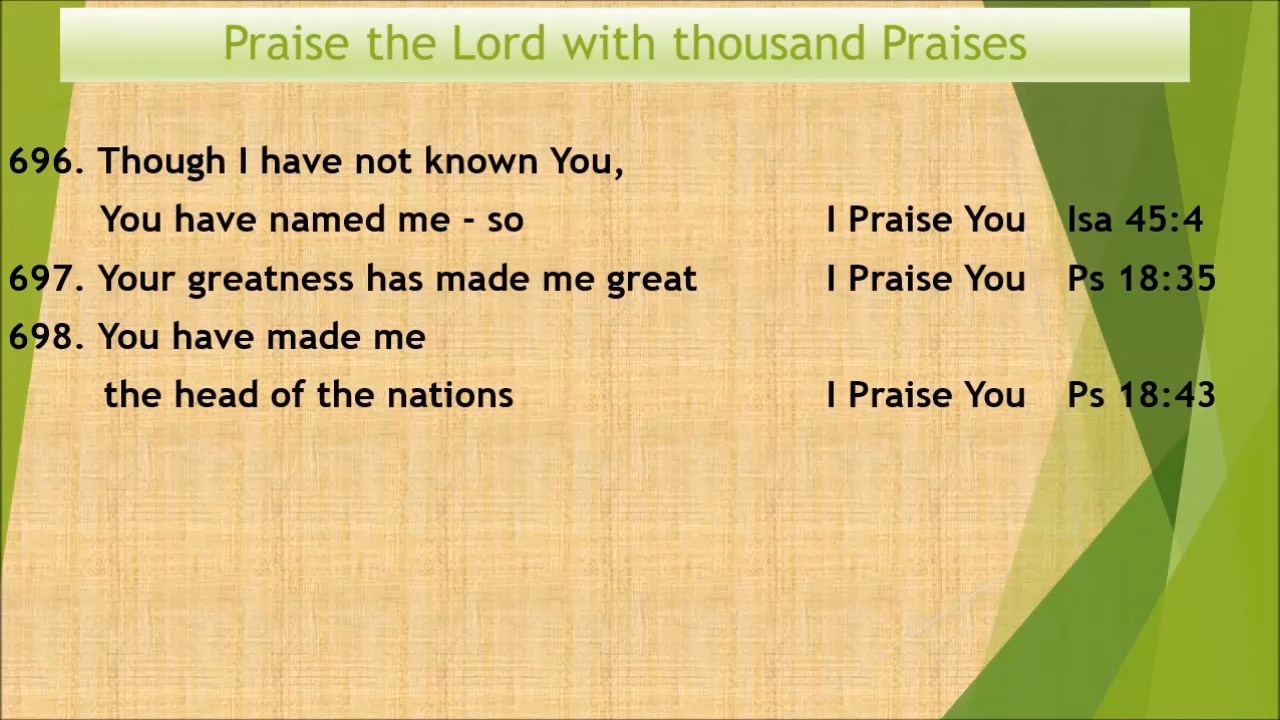 Praise the Lord with thousand Praises
696. Though I have not known You,
You have named me - so I Praise You Isa 45:4
697. Your greatness has made me great I Praise You Ps 18:35
698. You have made me
the head of the nations I Praise You Ps 18:43